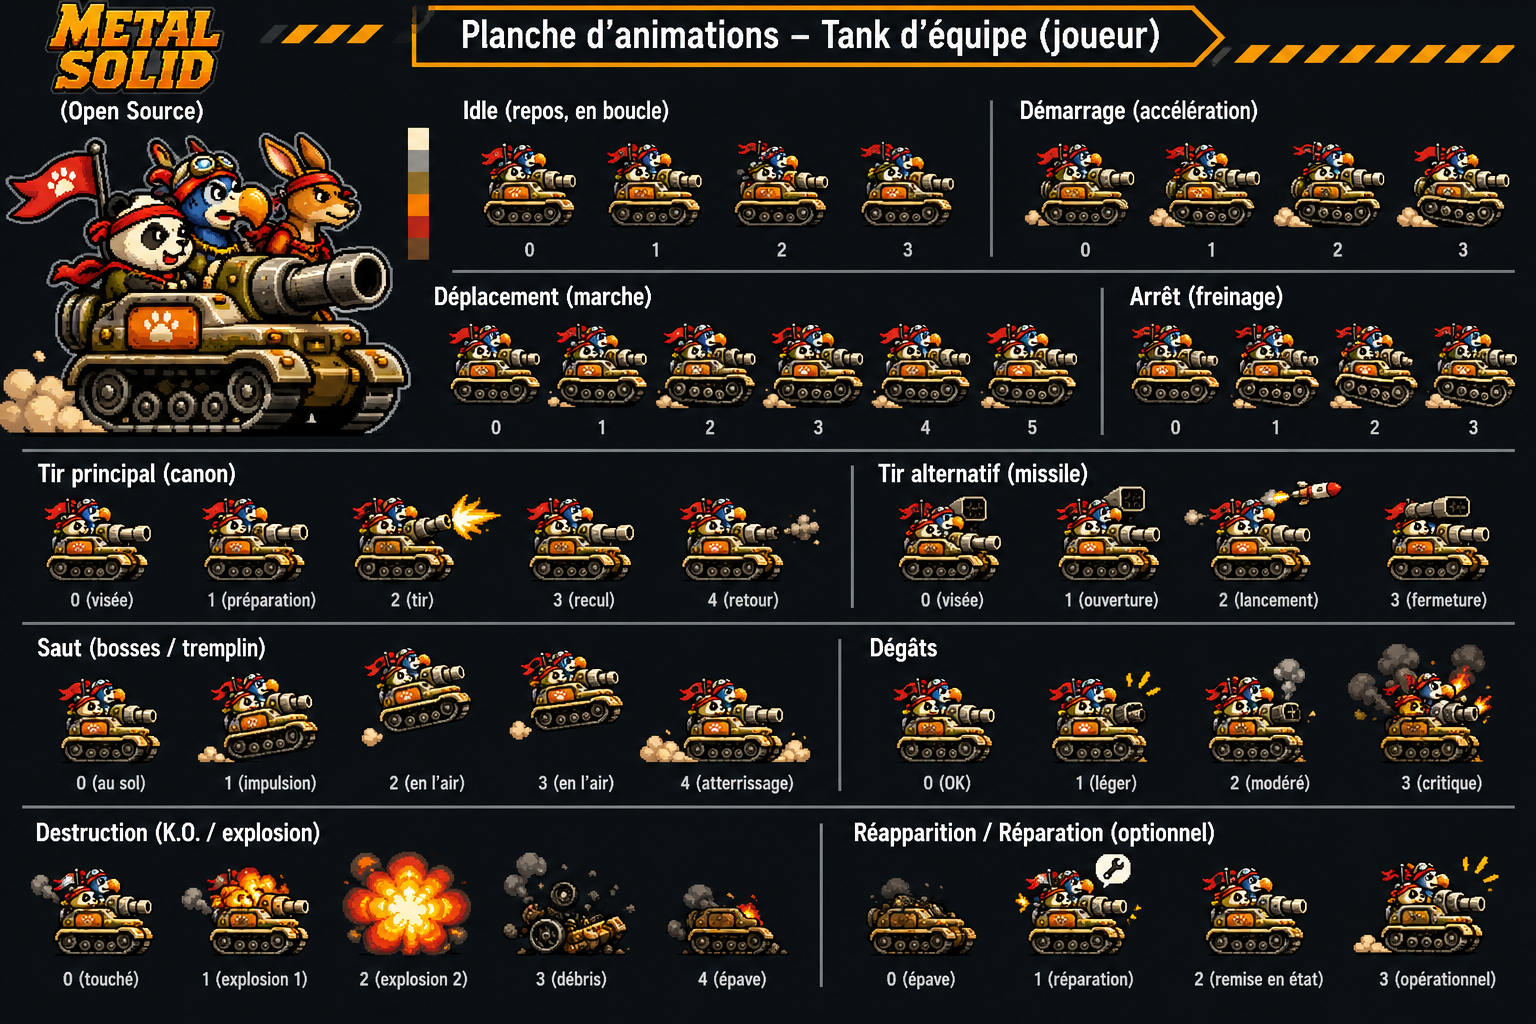 METAL
SOLID
(Open Source)
Planche d'animations – Tank d'équipe (joueur)
Idle (repos, en boucle)
0 1 2 3
Démarrage (accélération)
0 1 2 3
Déplacement (marche)
0 1 2 3 4 5
Arrêt (freinage)
0 1 2 3
Tir principal (canon)
0 (visée) 1 (préparation) 2 (tir) 3 (recul) 4 (retour)
Tir alternatif (missile)
0 (visée) 1 (ouverture) 2 (lancement) 3 (fermeture)
Saut (bosses / tremplin)
0 (au sol) 1 (impulsion) 2 (en l'air) 3 (en l'air) 4 (atterrissage)
Dégâts
0 (OK) 1 (léger) 2 (modéré) 3 (critique)
Destruction (K.O. / explosion)
0 (touché) 1 (explosion 1) 2 (explosion 2) 3 (débris) 4 (épave)
Réapparition / Réparation (optionnel)
0 (épave) 1 (réparation) 2 (remise en état) 3 (opérationnel)